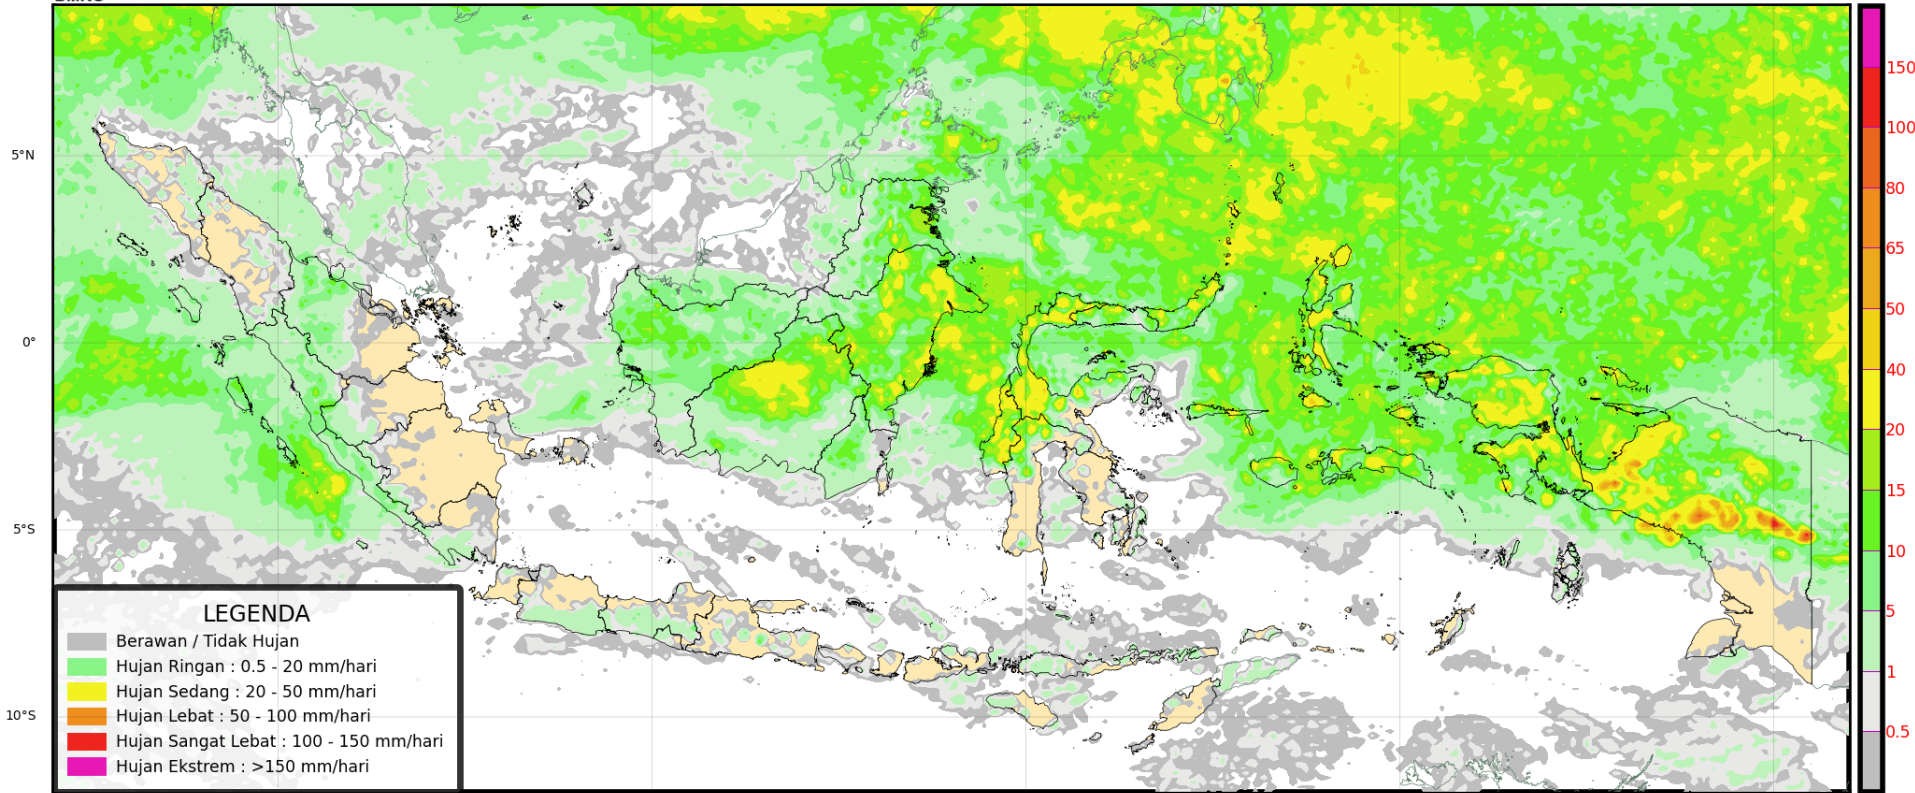 5°N
0°
5°S
10°S
LEGENDA
Berawan / Tidak Hujan
Hujan Ringan : 0.5 - 20 mm/hari
Hujan Sedang : 20 - 50 mm/hari
Hujan Lebat : 50 - 100 mm/hari
Hujan Sangat Lebat : 100 - 150 mm/hari
Hujan Ekstrem : >150 mm/hari
150
100
80
65
50
40
20
15
10
5
1
0.5